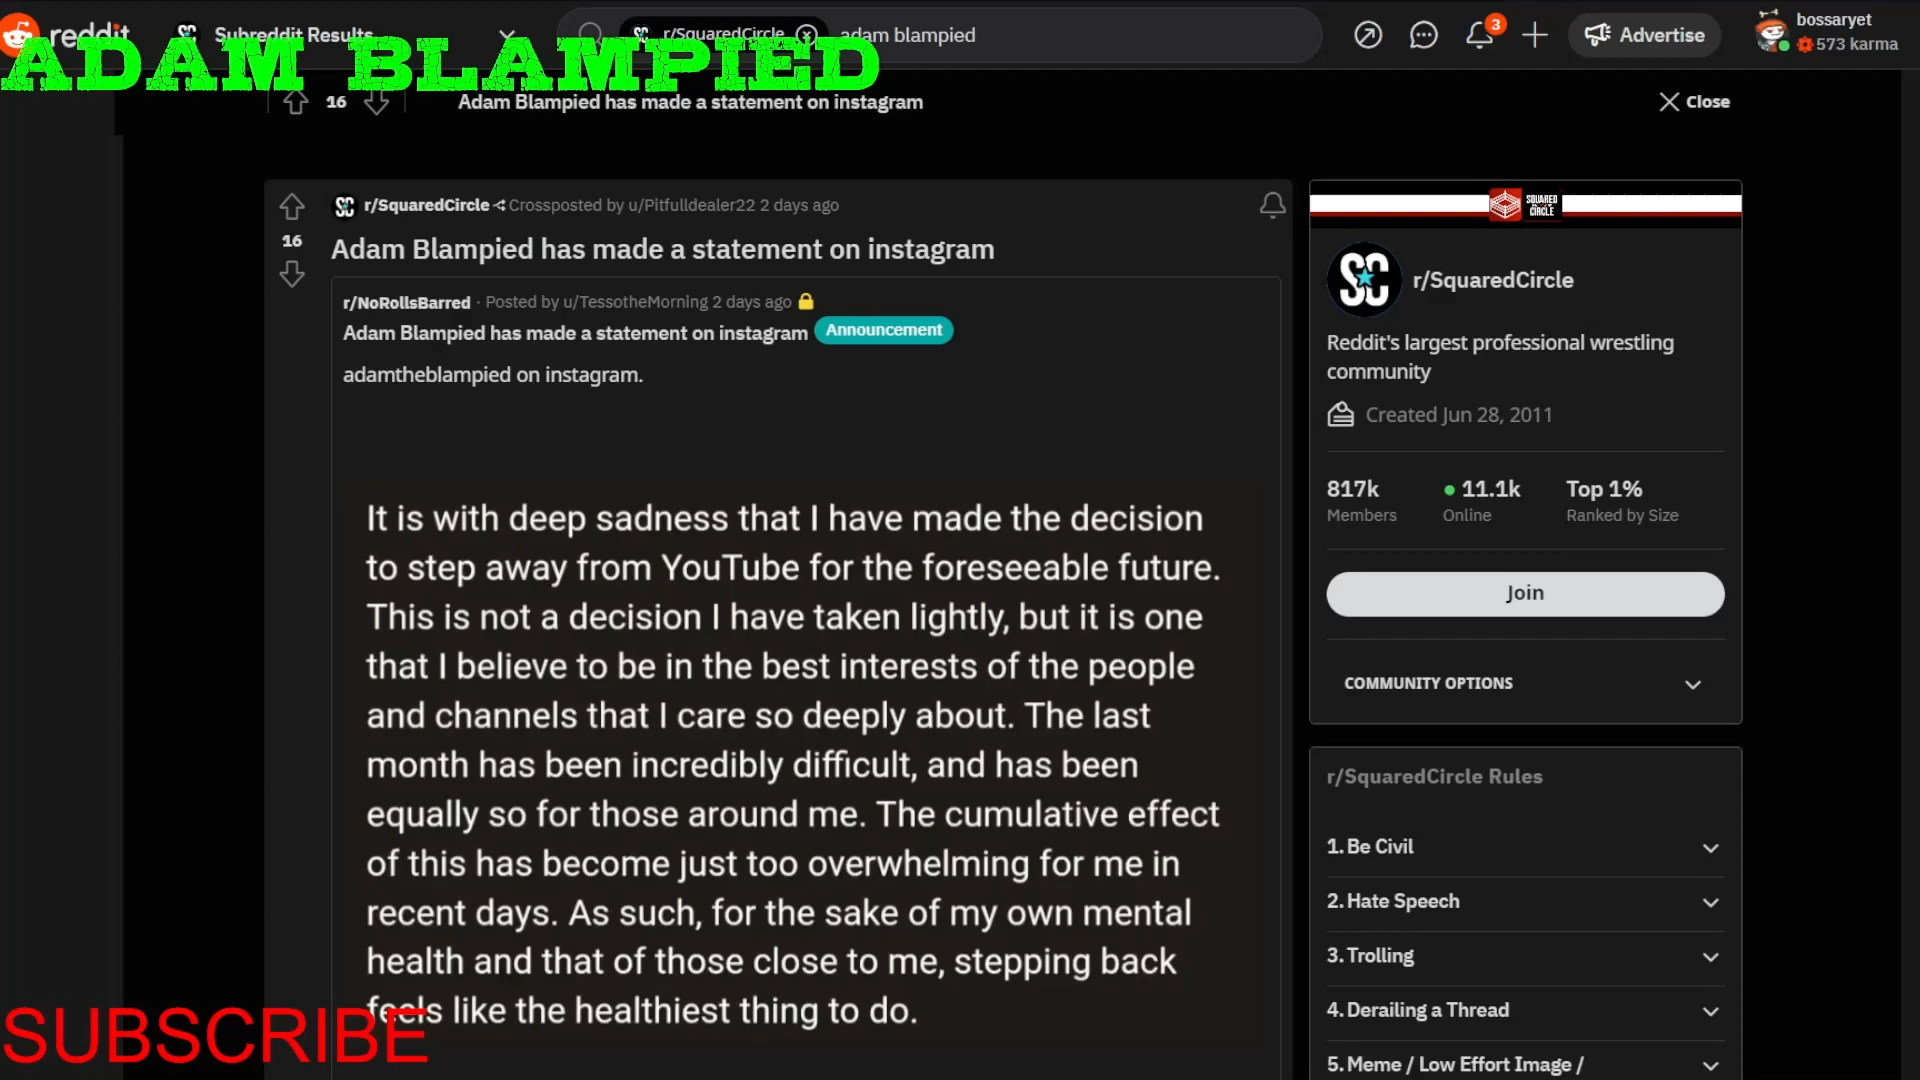 reddit
Subreddit Results
r/SquaredCircle
adam blampied
3
Advertise
bossaryet
573 karma
ADAM BLAMPIED
16
Adam Blampied has made a statement on instagram
Close
r/SquaredCircle Crossposted by u/Pitfulldealer22 2 days ago
16
Adam Blampied has made a statement on instagram
r/NoRollsBarred · Posted by u/TessotheMorning 2 days ago
Adam Blampied has made a statement on instagram Announcement
adamtheblampied on instagram.
It is with deep sadness that I have made the decision
to step away from YouTube for the foreseeable future.
This is not a decision I have taken lightly, but it is one
that I believe to be in the best interests of the people
and channels that I care so deeply about. The last
month has been incredibly difficult, and has been
equally so for those around me. The cumulative effect
of this has become just too overwhelming for me in
recent days. As such, for the sake of my own mental
health and that of those close to me, stepping back
feels like the healthiest thing to do.
SUBSCRIBE
SQUARED
CIRCLE
SC
r/SquaredCircle
Reddit's largest professional wrestling
community
Created Jun 28, 2011
817k
Members
11.1k
Online
Top 1%
Ranked by Size
Join
COMMUNITY OPTIONS
r/SquaredCircle Rules
1. Be Civil
2. Hate Speech
3. Trolling
4. Derailing a Thread
5. Meme / Low Effort Image /